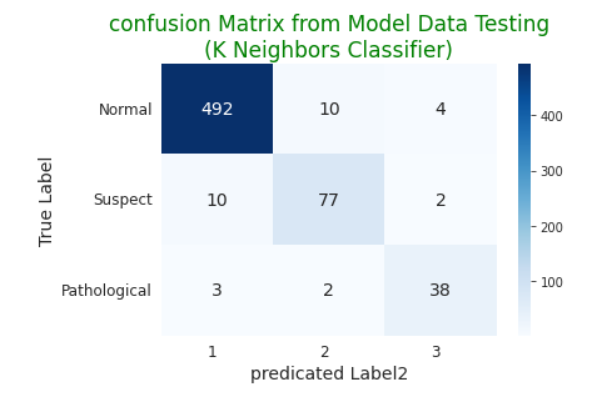 confusion Matrix from Model Data Testing
(K Neighbors Classifier)
Normal 492 10 4
Suspect 10 77 2
Pathological 3 2 38
1 2 3
predicated Label2
True Label
400
300
200
100